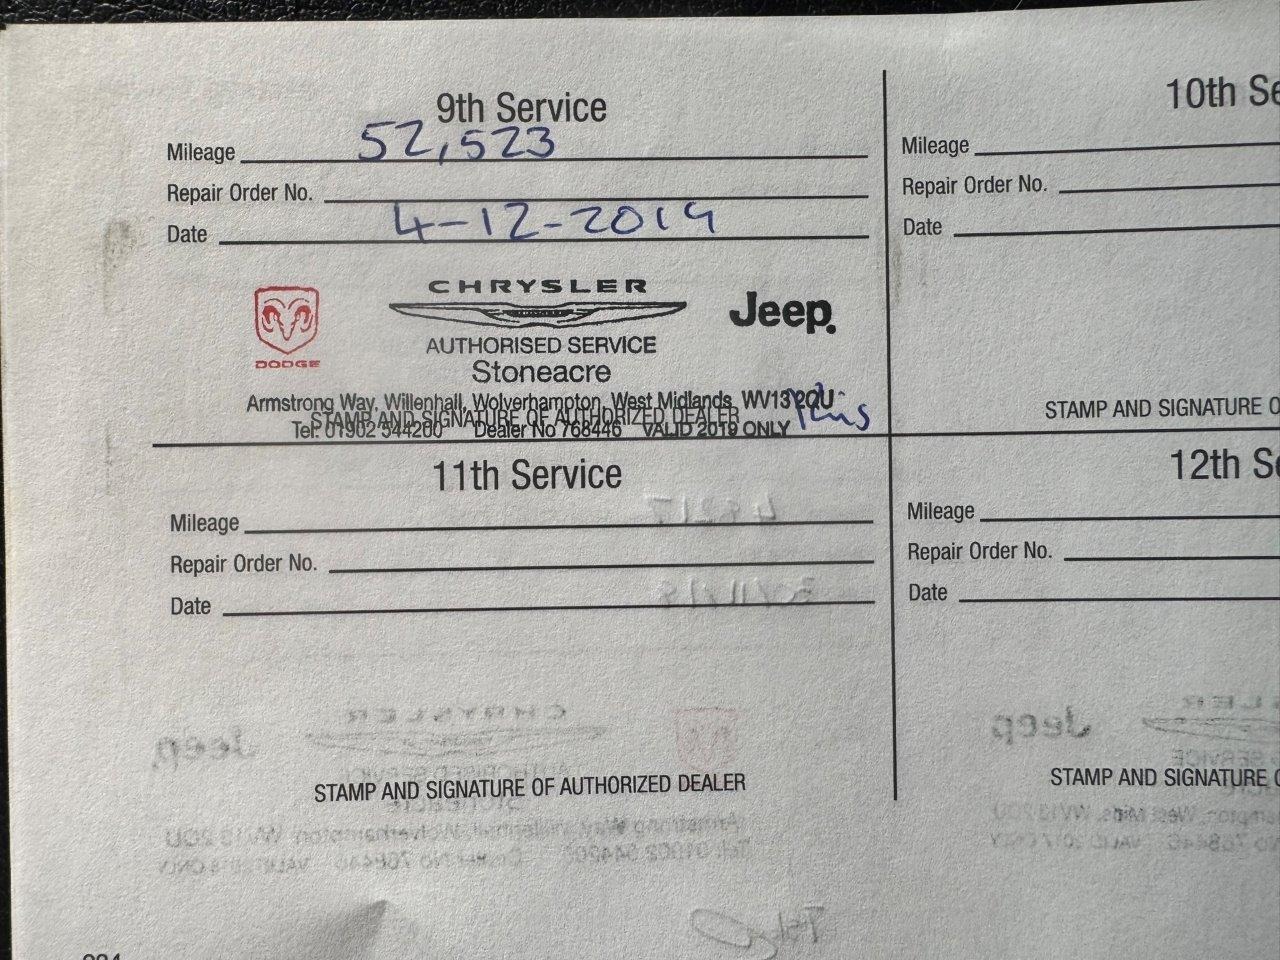 9th Service
Mileage 52,523
Repair Order No.
Date 4-12-2019
CHRYSLER
DODGE
Jeep.
AUTHORISED SERVICE
Stoneacre
Armstrong Way, Willenhall, Wolverhampton, West Midlands, WV13 2QU
STAMP AND SIGNATURE OF AUTHORIZED DEALER
Tel: 01902 544200 Dealer No 768446 VALID 2019 ONLY
10th Se
Mileage
Repair Order No.
Date
STAMP AND SIGNATURE O
11th Service
Mileage
Repair Order No.
Date
STAMP AND SIGNATURE OF AUTHORIZED DEALER
12th Se
Mileage
Repair Order No.
Date
STAMP AND SIGNATURE O